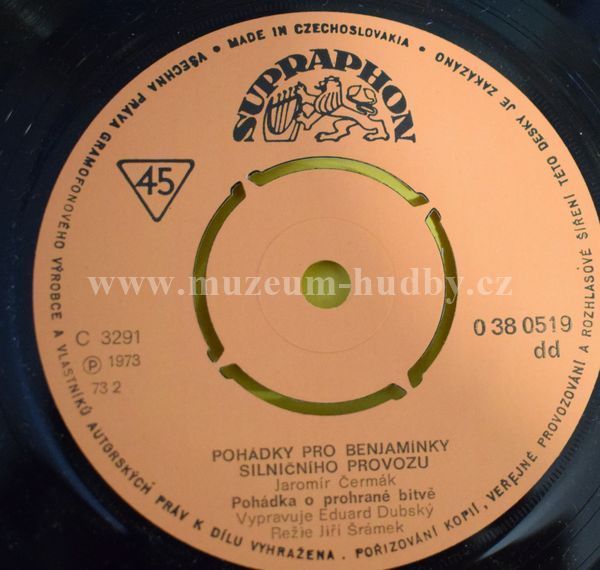 VŠECHNA PRÁVA GRAMOFONOVÉHO VÝROBCE A VLASTNÍKŮ AUTORSKÝCH PRÁV K DÍLU VYHRAŽENA . POŘIZOVÁNÍ KOPIÍ, VEŘEJNÉ PROVOZOVÁNÍ A ROZHLASOVÉ ŠÍŘENÍ TÉTO DESKY JE ZAKÁZÁNO
• MADE IN CZECHOSLOVAKIA •
SUPRAPHON
45
www.muzeum-hudby.cz
C 3291
Ⓟ 1973
73 2
0 38 0519
dd
POHÁDKY PRO BENJAMÍNKY
SILNIČNÍHO PROVOZU
Jaromír Čermák
Pohádka o prohrané bitvě
Vypravuje Eduard Dubský
Režie Jiří Šrámek